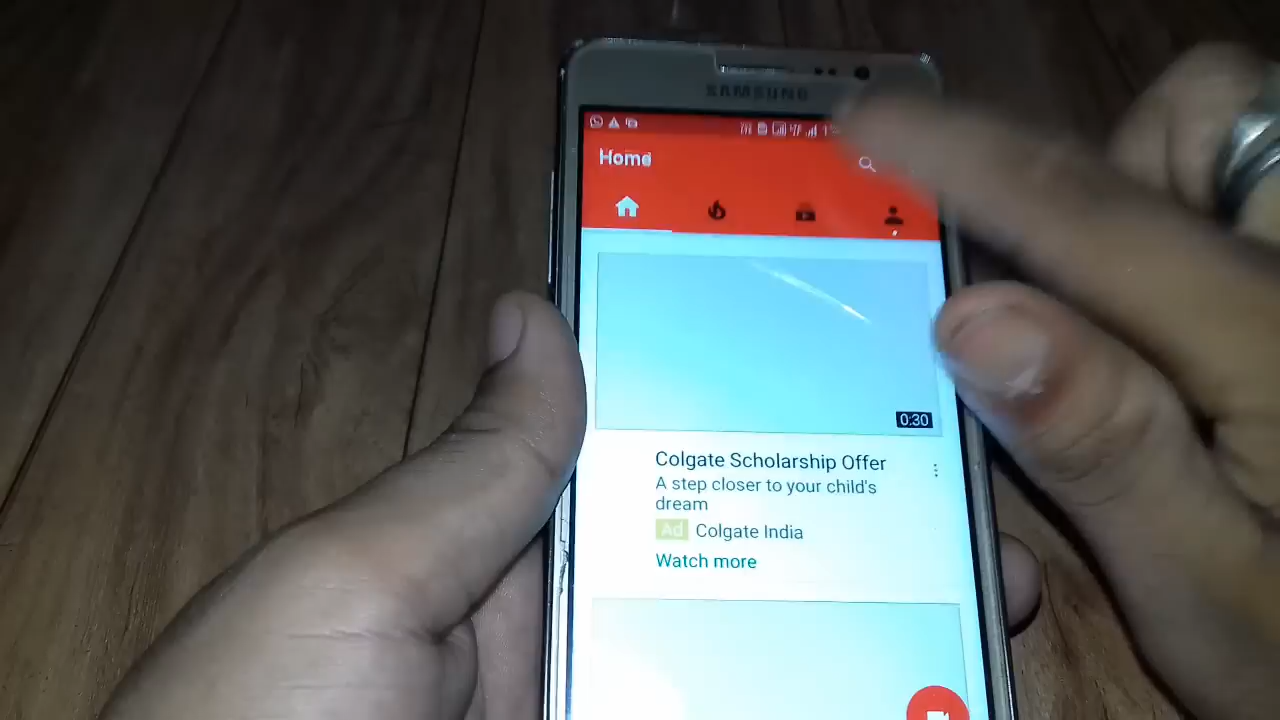 SAMSUNG
Home
0:30
Colgate Scholarship Offer
A step closer to your child's
dream
Ad Colgate India
Watch more